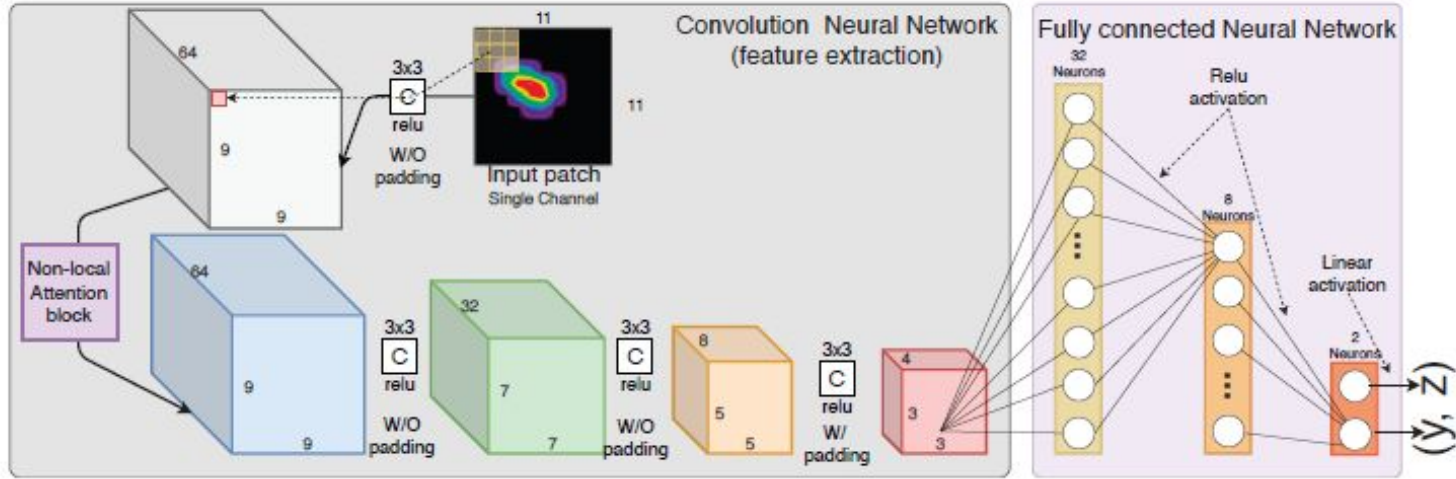 Convolution Neural Network
(feature extraction)
11
11
Input patch
Single Channel
3x3
C
relu
W/O
padding
64
9
9
Non-local
Attention
block
64
9
9
3x3
C
relu
W/O
padding
32
7
7
3x3
C
relu
W/O
padding
8
5
5
3x3
C
relu
W/
padding
4
3
3
Fully connected Neural Network
32
Neurons
Relu
activation
8
Neurons
Linear
activation
2
Neurons
(y, z)